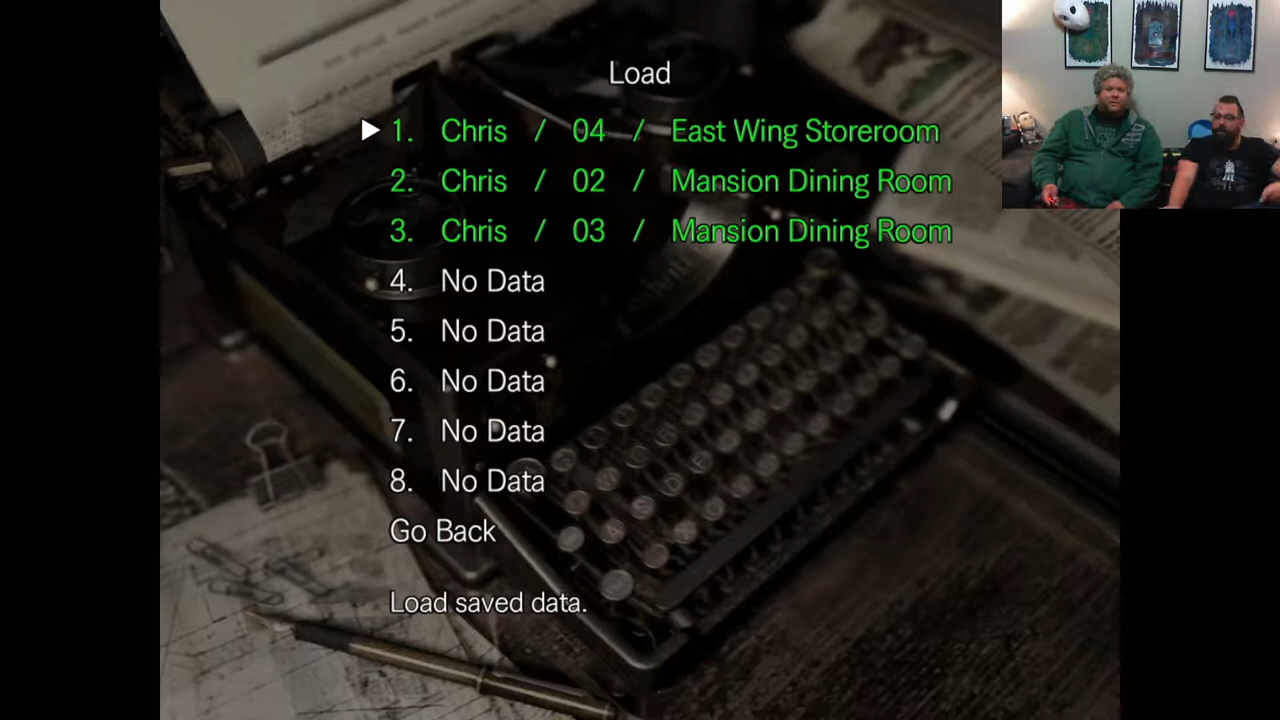 Load
1. Chris / 04 / East Wing Storeroom
2. Chris / 02 / Mansion Dining Room
3. Chris / 03 / Mansion Dining Room
4. No Data
5. No Data
6. No Data
7. No Data
8. No Data
Go Back
Load saved data.